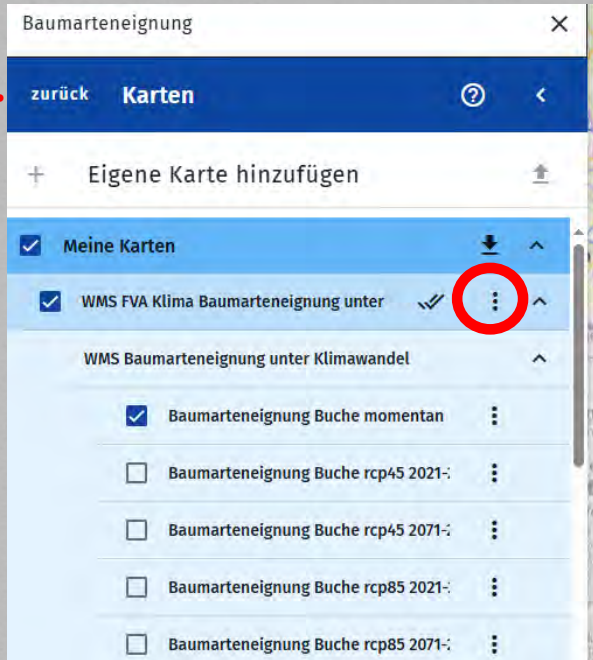 Baumarteneignung
zurück Karten
Eigene Karte hinzufügen
Meine Karten
WMS FVA Klima Baumarteneignung unter
WMS Baumarteneignung unter Klimawandel
Baumarteneignung Buche momentan
Baumarteneignung Buche rcp45 2021-
Baumarteneignung Buche rcp45 2071-
Baumarteneignung Buche rcp85 2021-
Baumarteneignung Buche rcp85 2071-